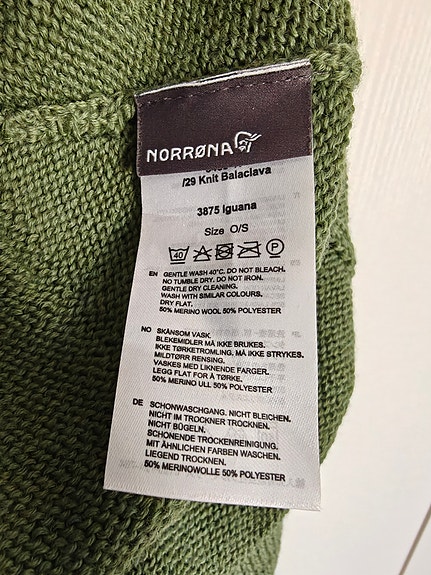 NORRØNA
/29 Knit Balaclava
3875 Iguana
Size O/S
40 P
EN GENTLE WASH 40°C. DO NOT BLEACH.
NO TUMBLE DRY. DO NOT IRON.
GENTLE DRY CLEANING.
WASH WITH SIMILAR COLOURS.
DRY FLAT.
50% MERINO WOOL 50% POLYESTER
NO SKÅNSOM VASK.
BLEKEMIDLER MÅ IKKE BRUKES.
IKKE TØRKETROMLING. MÅ IKKE STRYKES.
MILDTØRR RENSING.
VASKES MED LIKNENDE FARGER.
LEGG FLAT FOR Å TØRKE.
50% MERINO ULL 50% POLYESTER
DE SCHONWASCHGANG. NICHT BLEICHEN.
NICHT IM TROCKNER TROCKNEN.
NICHT BÜGELN.
SCHONENDE TROCKENREINIGUNG.
MIT ÄHNLICHEN FARBEN WASCHEN.
LIEGEND TROCKNEN.
50% MERINOWOLLE 50% POLYESTER